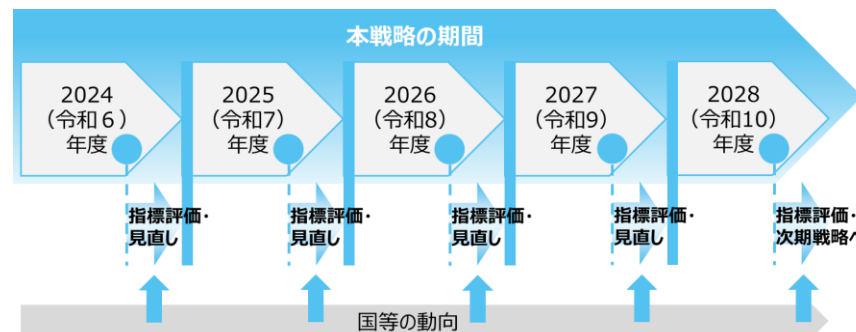 本戦略の期間
2024
（令和６）
年度
2025
（令和7）
年度
2026
（令和8）
年度
2027
（令和9）
年度
2028
（令和10）
年度
指標評価・
見直し
指標評価・
見直し
指標評価・
見直し
指標評価・
見直し
指標評価・
次期戦略へ
国等の動向